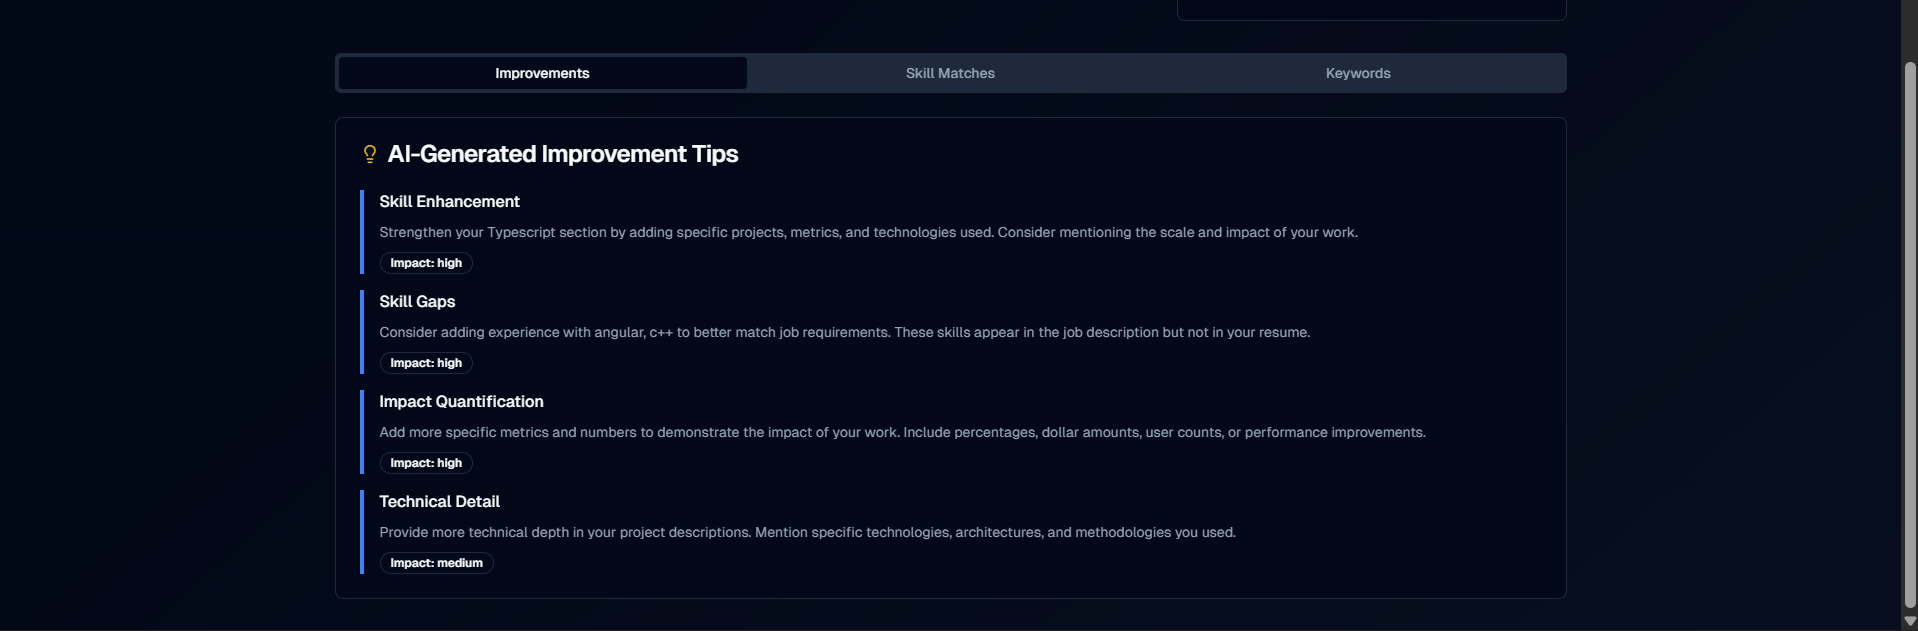 Improvements
Skill Matches
Keywords
AI-Generated Improvement Tips
Skill Enhancement
Strengthen your Typescript section by adding specific projects, metrics, and technologies used. Consider mentioning the scale and impact of your work.
Impact: high
Skill Gaps
Consider adding experience with angular, c++ to better match job requirements. These skills appear in the job description but not in your resume.
Impact: high
Impact Quantification
Add more specific metrics and numbers to demonstrate the impact of your work. Include percentages, dollar amounts, user counts, or performance improvements.
Impact: high
Technical Detail
Provide more technical depth in your project descriptions. Mention specific technologies, architectures, and methodologies you used.
Impact: medium